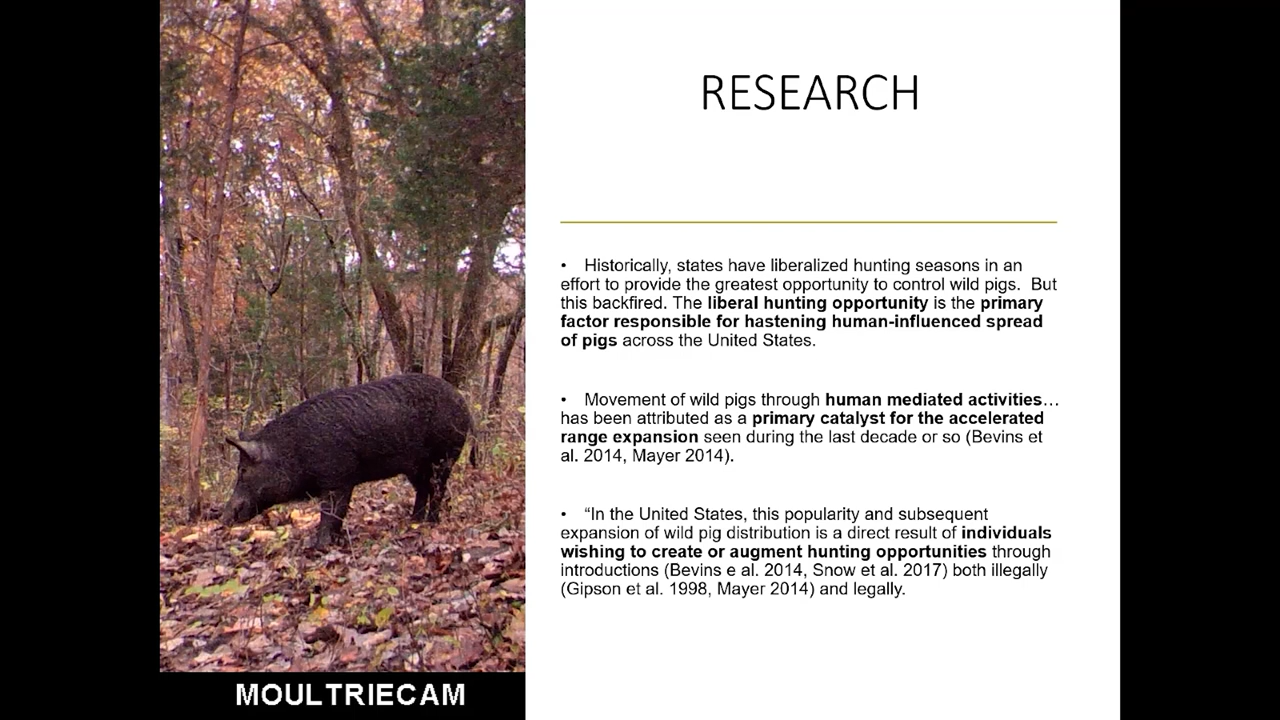 RESEARCH
• Historically, states have liberalized hunting seasons in an
effort to provide the greatest opportunity to control wild pigs. But
this backfired. The liberal hunting opportunity is the primary
factor responsible for hastening human-influenced spread
of pigs across the United States.
• Movement of wild pigs through human mediated activities…
has been attributed as a primary catalyst for the accelerated
range expansion seen during the last decade or so (Bevins et
al. 2014, Mayer 2014).
• “In the United States, this popularity and subsequent
expansion of wild pig distribution is a direct result of individuals
wishing to create or augment hunting opportunities through
introductions (Bevins e al. 2014, Snow et al. 2017) both illegally
(Gipson et al. 1998, Mayer 2014) and legally.
MOULTRIECAM